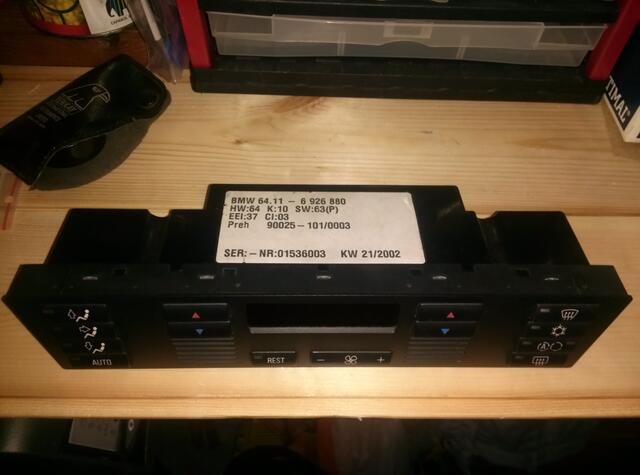 BMW 64.11 - 6 926 880
HW:64 K:10 SW:63(P)
EEI:37 CI:03
Preh 90025-101/0003
SER:-NR:01536003 KW 21/2002
AUTO
REST
- +